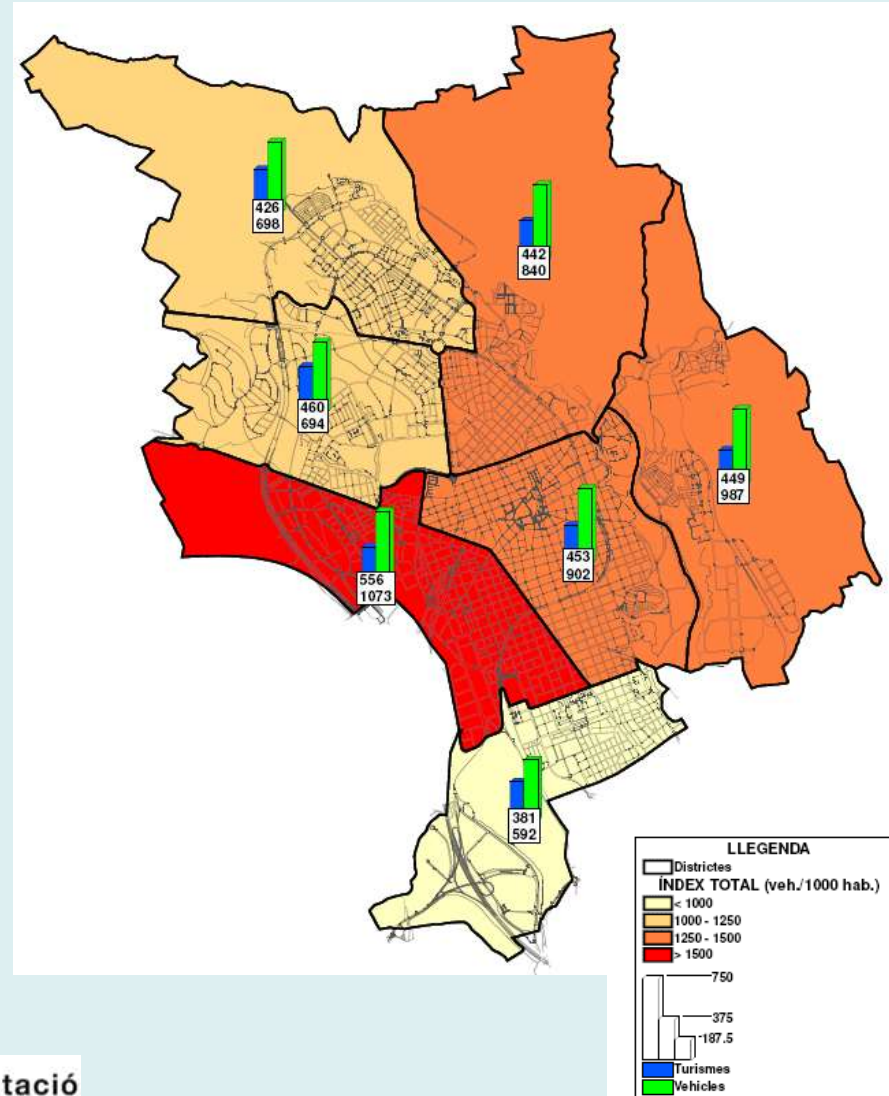 426
698
442
840
460
694
449
987
453
902
556
1073
381
592
LLEGENDA
Districtes
ÍNDEX TOTAL (veh./1000 hab.)
< 1000
1000 - 1250
1250 - 1500
> 1500
750
375
187.5
Turismes
Vehicles
tació